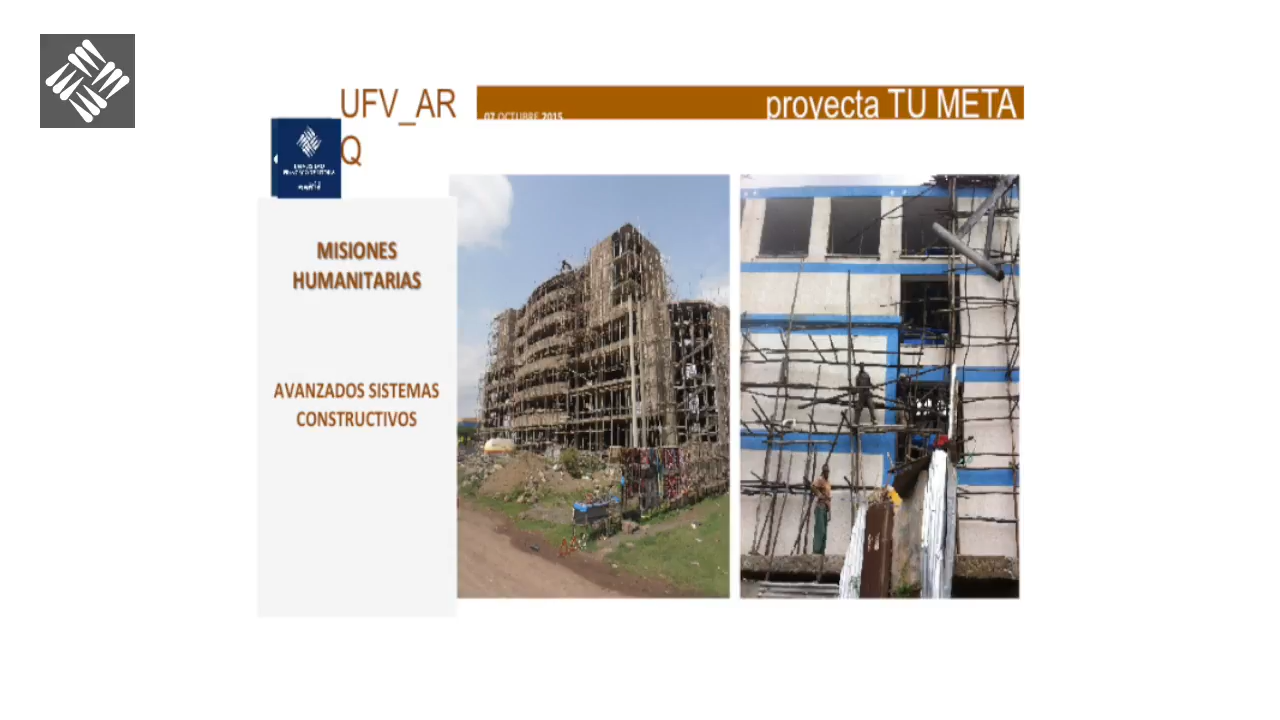 UFV_AR
Q
07 OCTUBRE 2015
proyecta TU META
MISIONES
HUMANITARIAS
AVANZADOS SISTEMAS
CONSTRUCTIVOS